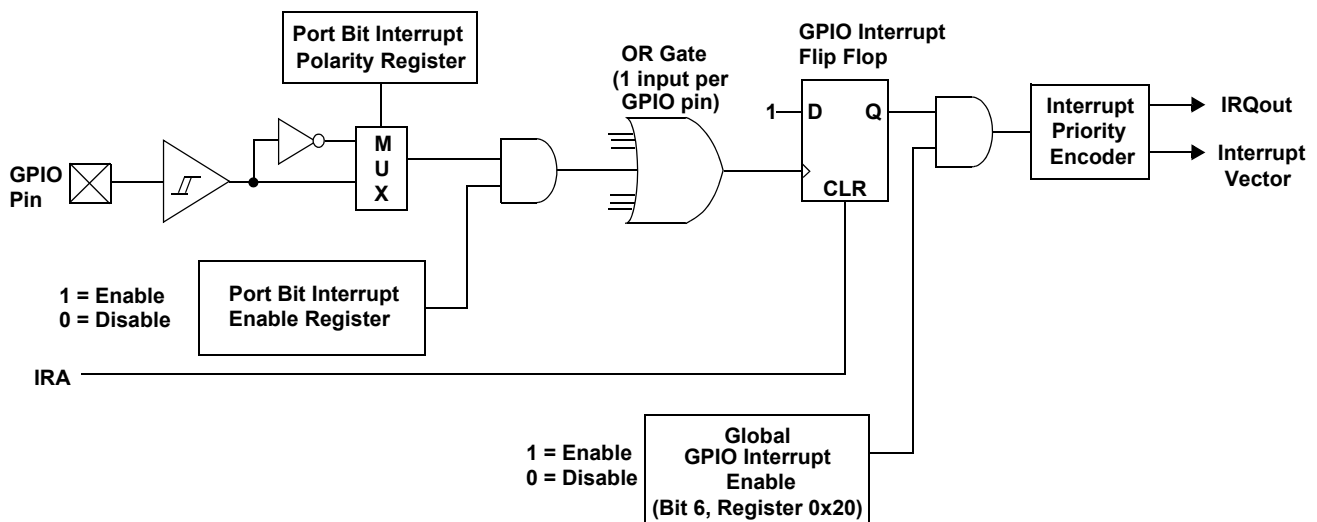 Port Bit Interrupt
Polarity Register
OR Gate
(1 input per
GPIO pin)
GPIO Interrupt
Flip Flop
GPIO
Pin
M
U
X
1
D
Q
CLR
Interrupt
Priority
Encoder
IRQout
Interrupt
Vector
1 = Enable
0 = Disable
Port Bit Interrupt
Enable Register
IRA
1 = Enable
0 = Disable
Global
GPIO Interrupt
Enable
(Bit 6, Register 0x20)